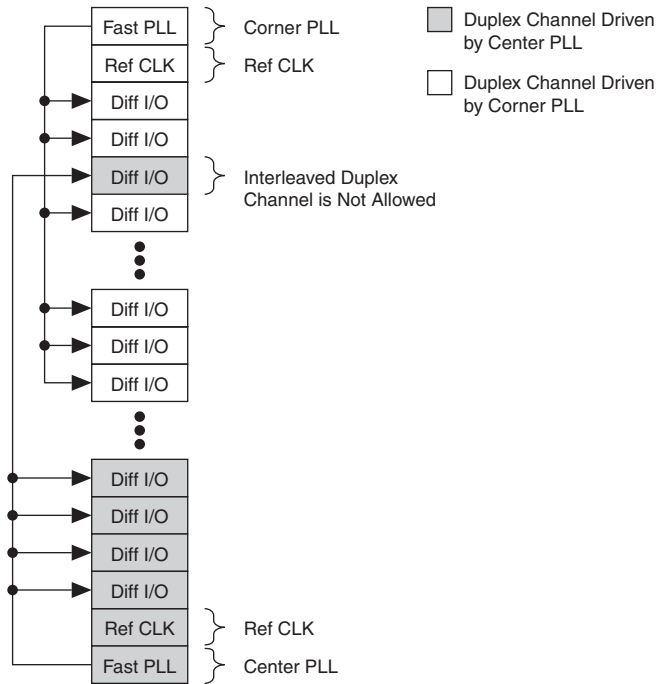 Fast PLL
Corner PLL
Ref CLK
Ref CLK
Diff I/O
Diff I/O
Diff I/O
Interleaved Duplex
Channel is Not Allowed
Diff I/O
Diff I/O
Diff I/O
Diff I/O
Diff I/O
Diff I/O
Diff I/O
Diff I/O
Ref CLK
Ref CLK
Fast PLL
Center PLL
Duplex Channel Driven
by Center PLL
Duplex Channel Driven
by Corner PLL